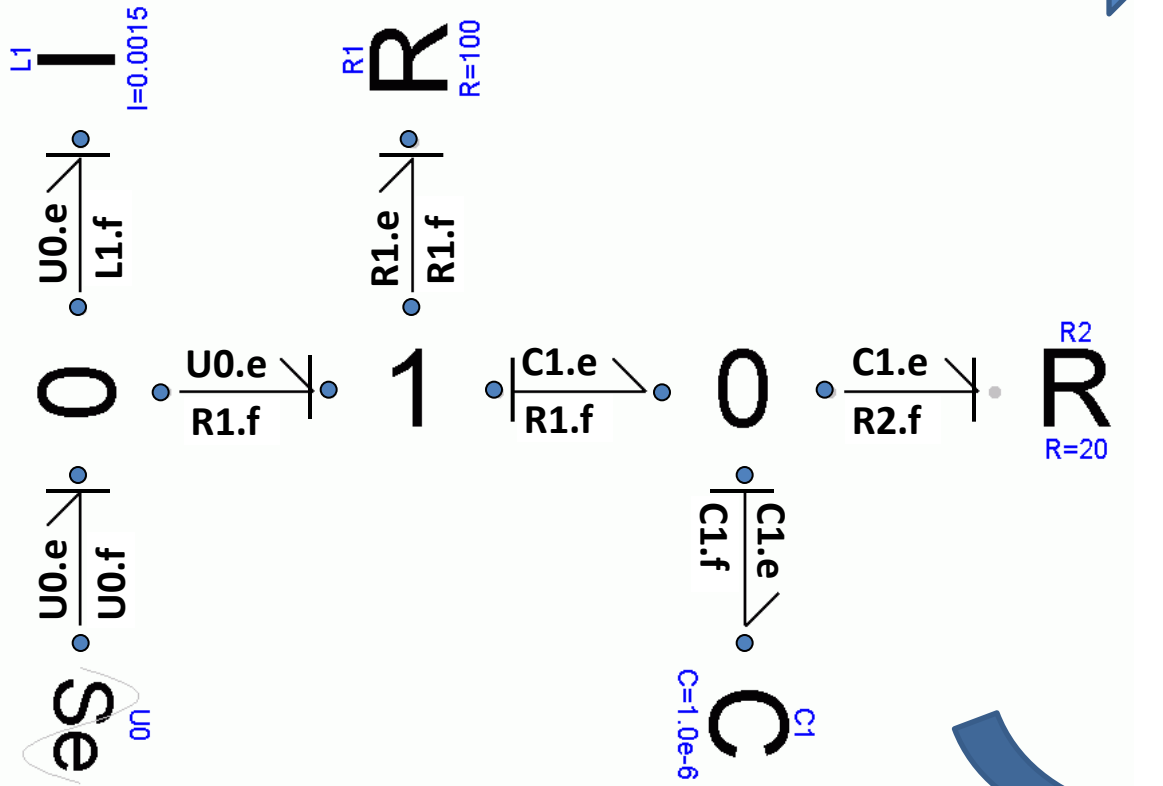 L1
I
I=0.0015
R1
R
R=100
U0.e
L1.f
R1.e
R1.f
0
U0.e
R1.f
1
C1.e
R1.f
0
C1.e
R2.f
R2
R
R=20
U0.e
U0.f
C1.f
C1.e
Se
U0
C=1.0e-6
C
C1